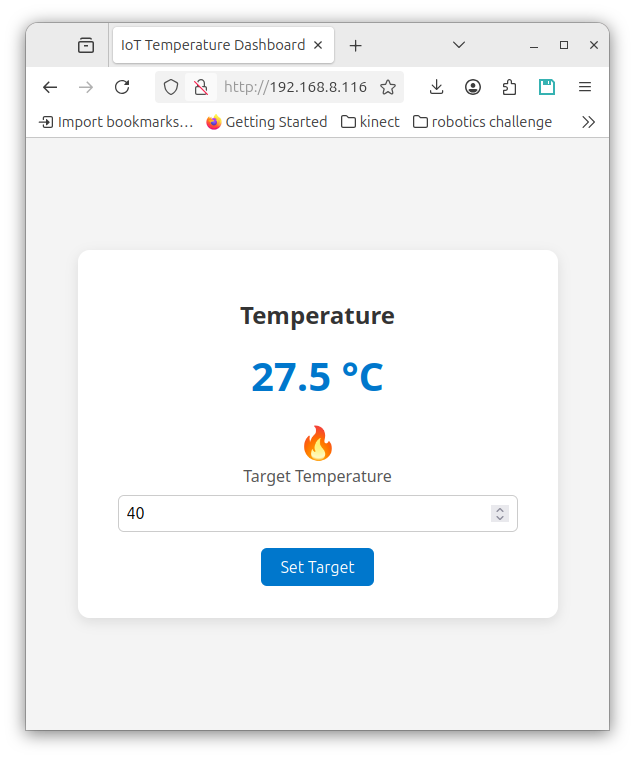 IoT Temperature Dashboard
http://192.168.8.116
Import bookmarks… Getting Started kinect robotics challenge
Temperature
27.5 °C
Target Temperature
40
Set Target